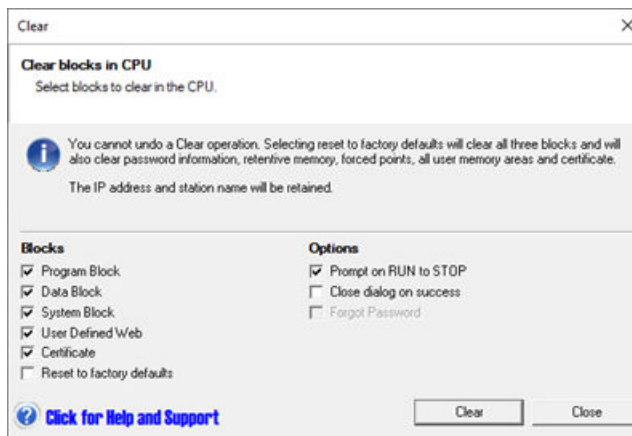 Clear
Clear blocks in CPU
Select blocks to clear in the CPU.
You cannot undo a Clear operation. Selecting reset to factory defaults will clear all three blocks and will
also clear password information, retentive memory, forced points, all user memory areas and certificate.
The IP address and station name will be retained.
Blocks
Program Block
Data Block
System Block
User Defined Web
Certificate
Reset to factory defaults
Options
Prompt on RUN to STOP
Close dialog on success
Forgot Password
Click for Help and Support
Clear
Close